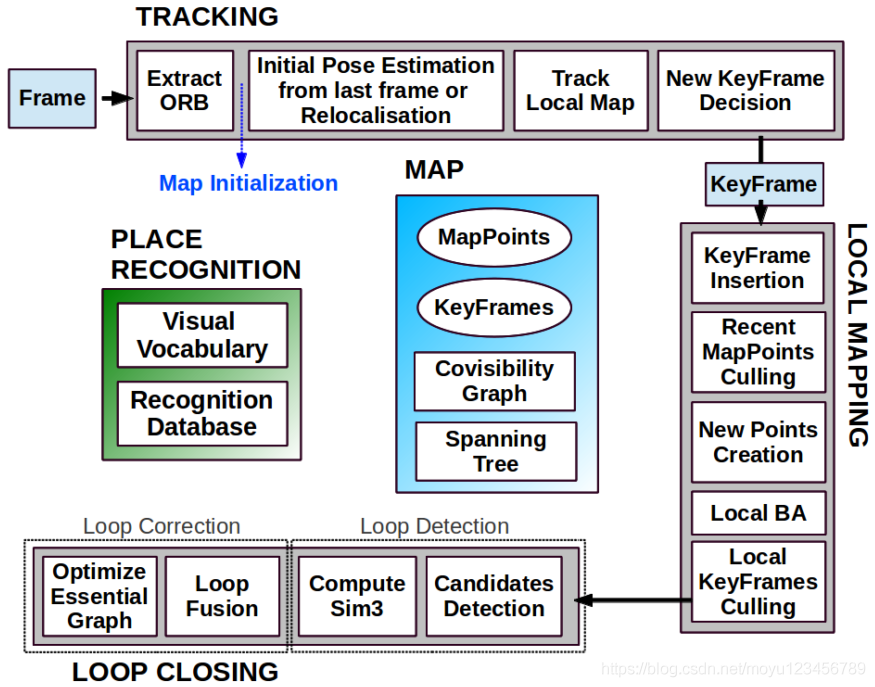 TRACKING
Frame
Extract
ORB
Initial Pose Estimation
from last frame or
Relocalisation
Track
Local Map
New KeyFrame
Decision
Map Initialization
MAP
KeyFrame
MapPoints
KeyFrames
Covisibility
Graph
Spanning
Tree
PLACE
RECOGNITION
Visual
Vocabulary
Recognition
Database
LOCAL MAPPING
KeyFrame
Insertion
Recent
MapPoints
Culling
New Points
Creation
Local BA
Local
KeyFrames
Culling
Loop Correction
Loop Detection
Optimize
Essential
Graph
Loop
Fusion
Compute
Sim3
Candidates
Detection
LOOP CLOSING
https://blog.csdn.net/moyu123456789